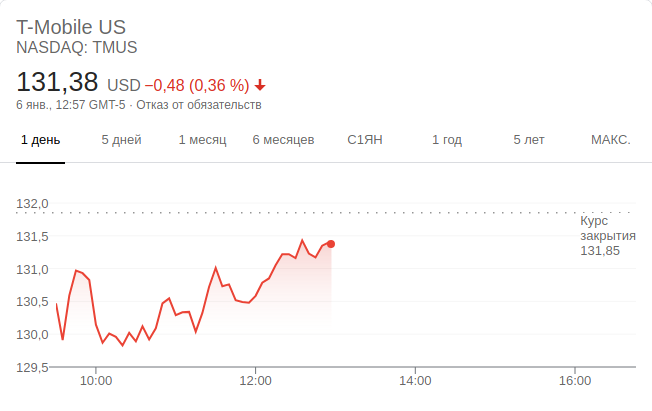 T-Mobile US
NASDAQ: TMUS
131,38 USD −0,48 (0,36 %)
6 янв., 12:57 GMT-5 · Отказ от обязательств
1 день 5 дней 1 месяц 6 месяцев С1ЯН 1 год 5 лет МАКС.
132,0
Курс
131,5 закрытия
131,85
131,0
130,5
130,0
129,5
10:00 12:00 14:00 16:00